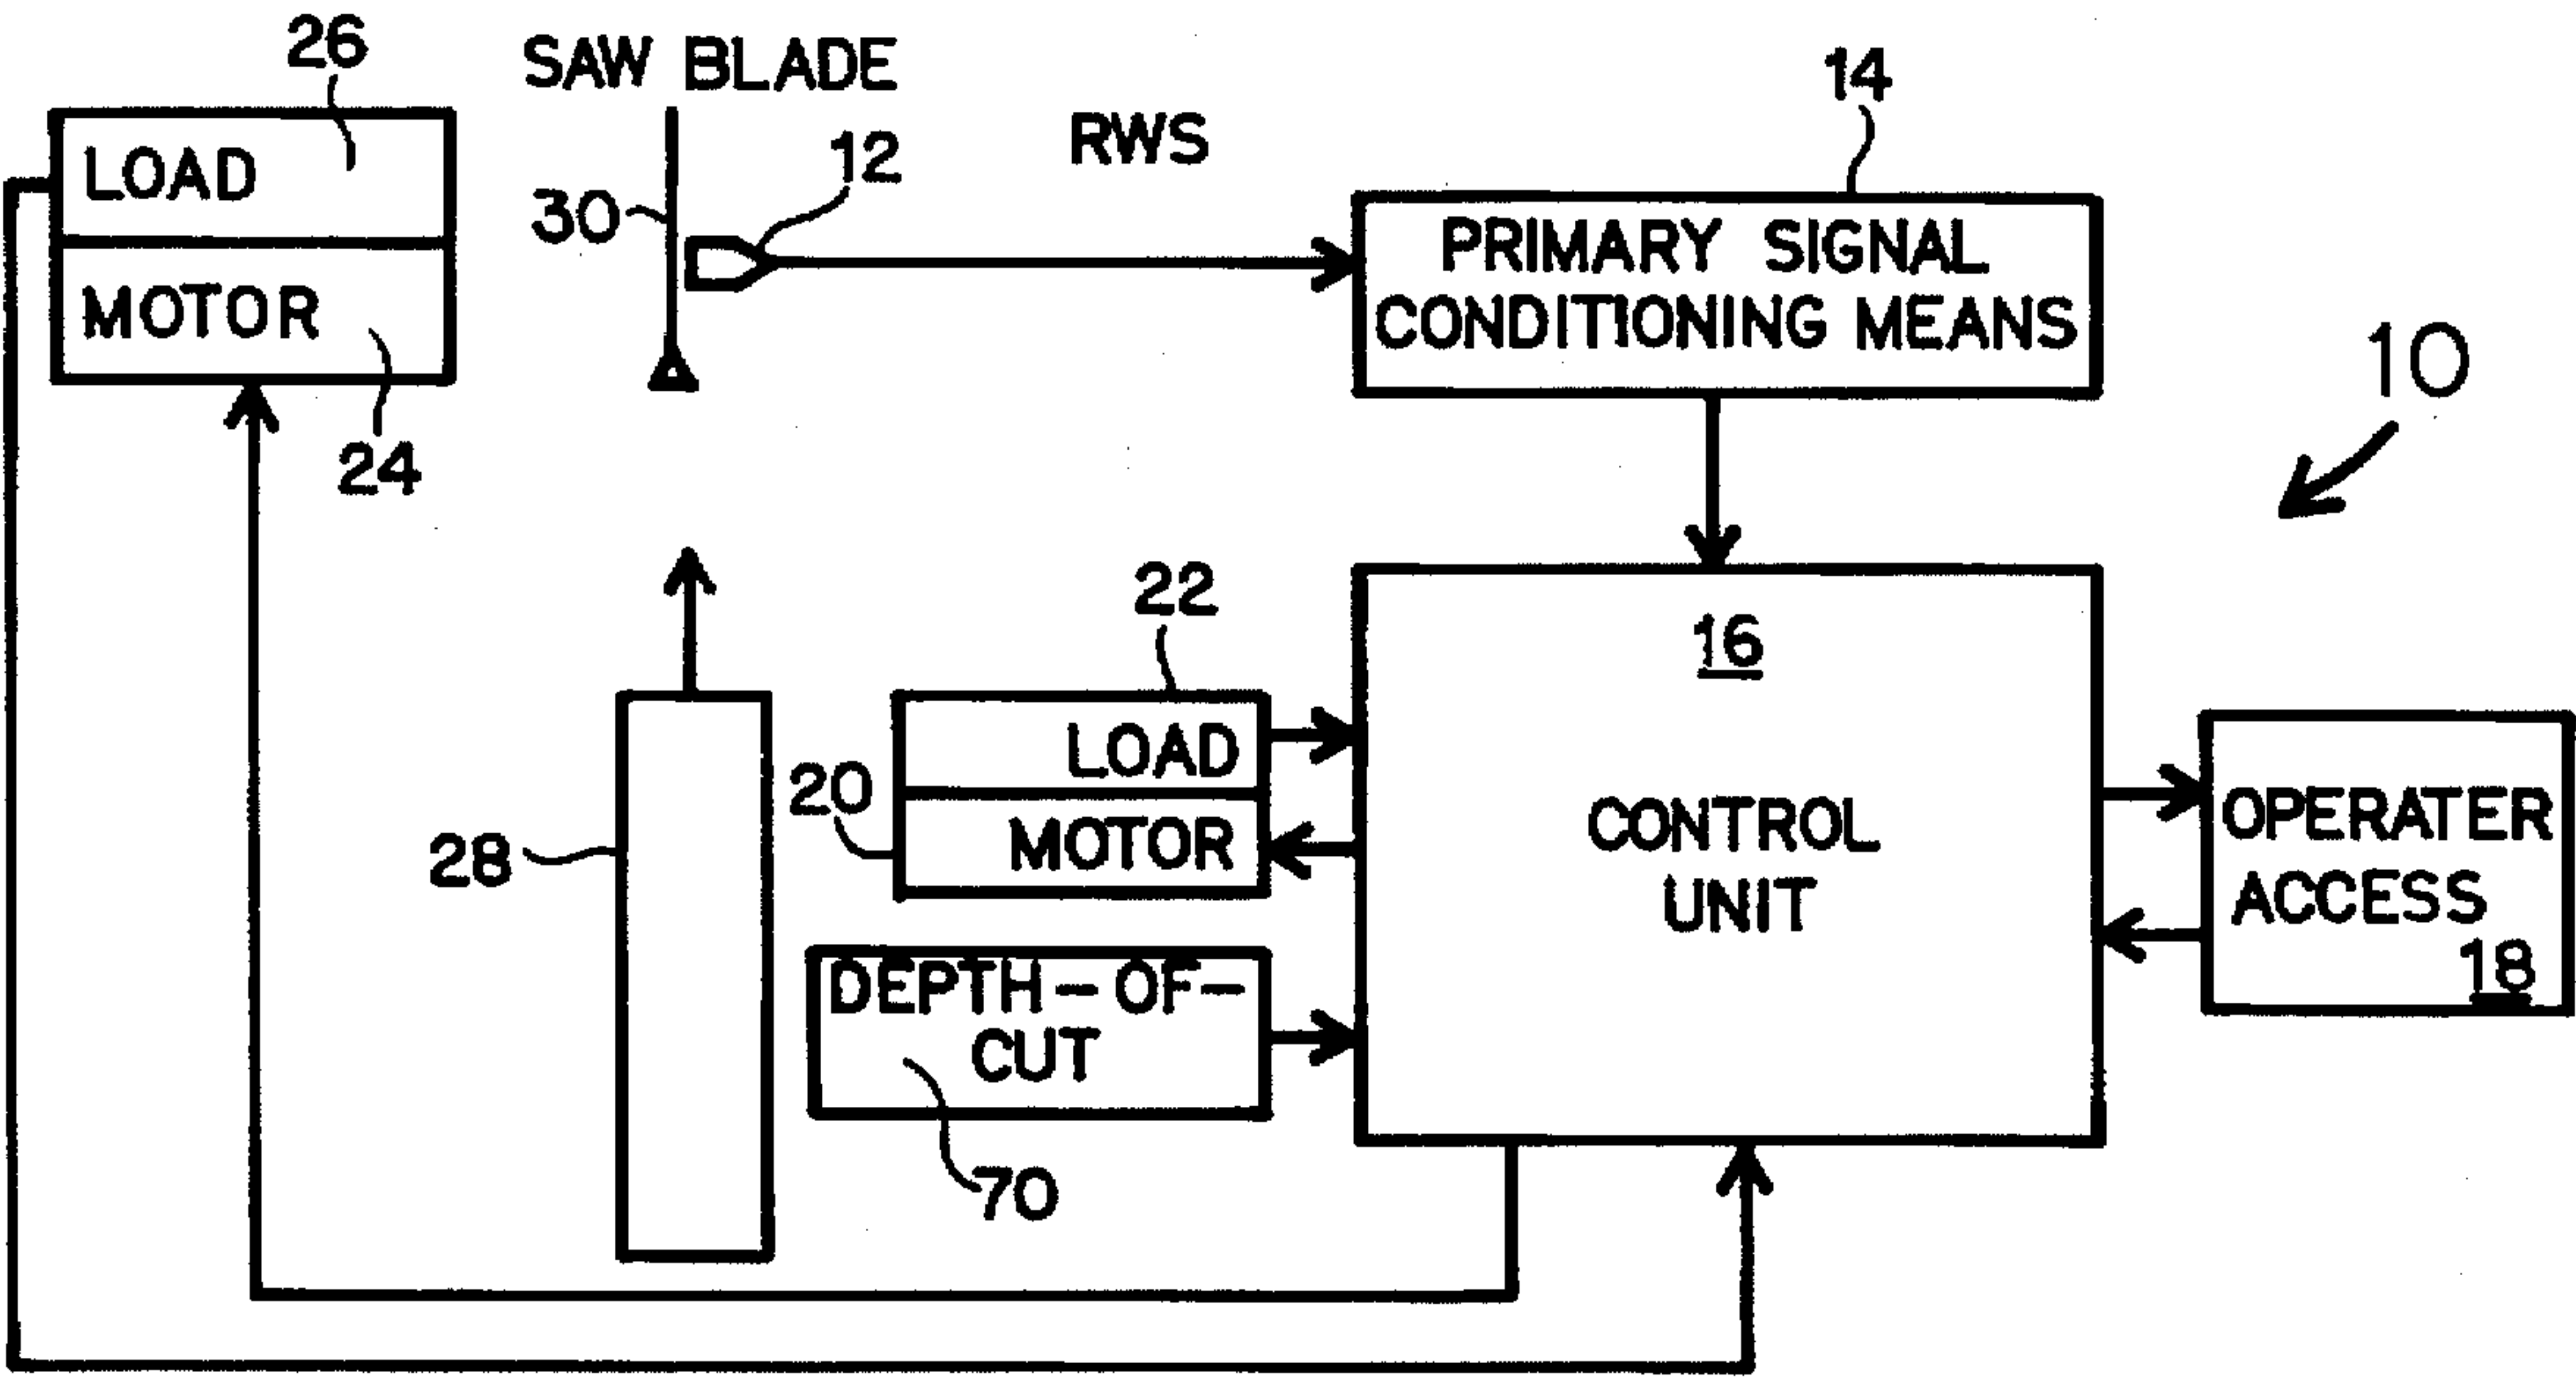 26
SAW BLADE
14
LOAD
12
RWS
30
PRIMARY SIGNAL
CONDITIONING MEANS
MOTOR
10
24
22
16
LOAD
20
MOTOR
CONTROL
UNIT
OPERATER
ACCESS
18
28
DEPTH-OF-
CUT
70